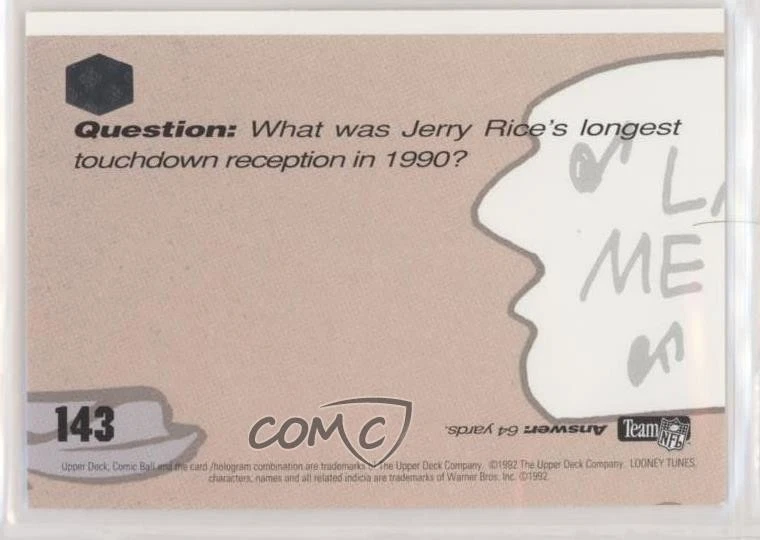 Question: What was Jerry Rice's longest
touchdown reception in 1990?
LA
ME
143
COMC
Answer: 64 yards.
Team NFL
Upper Deck, Comic Ball and the card /hologram combination are trademarks of The Upper Deck Company. ©1992 The Upper Deck Company. LOONEY TUNES,
characters, names and all related indicia are trademarks of Warner Bros. Inc. ©1992